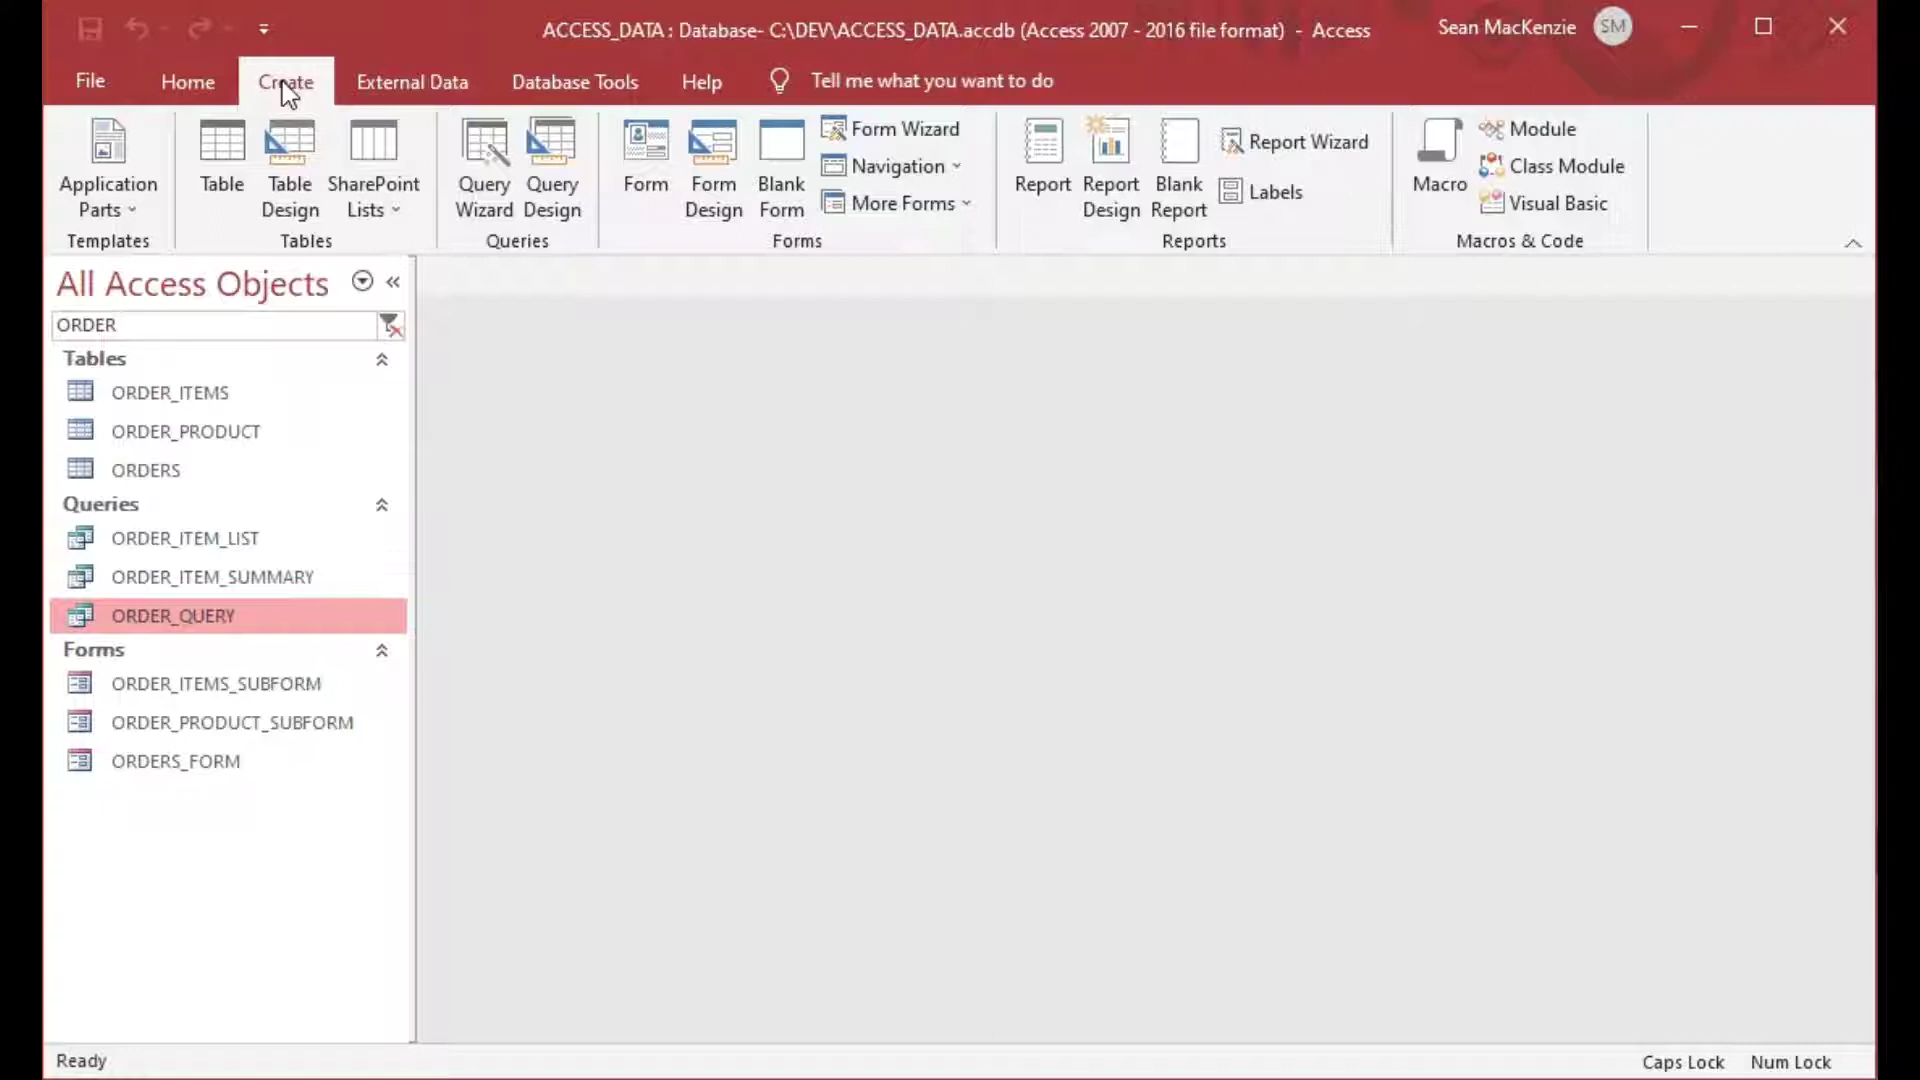 ACCESS_DATA : Database- C:\DEV\ACCESS_DATA.accdb (Access 2007 - 2016 file format) - Access
Sean MacKenzie SM
File Home Create External Data Database Tools Help Tell me what you want to do
Application Parts
Templates
Table
Table Design
SharePoint Lists
Tables
Query Wizard
Query Design
Queries
Form
Form Design
Blank Form
Form Wizard
Navigation
More Forms
Forms
Report
Report Design
Blank Report
Report Wizard
Labels
Reports
Macro
Module
Class Module
Visual Basic
Macros & Code
All Access Objects
ORDER
Tables
ORDER_ITEMS
ORDER_PRODUCT
ORDERS
Queries
ORDER_ITEM_LIST
ORDER_ITEM_SUMMARY
ORDER_QUERY
Forms
ORDER_ITEMS_SUBFORM
ORDER_PRODUCT_SUBFORM
ORDERS_FORM
Ready
Caps Lock Num Lock